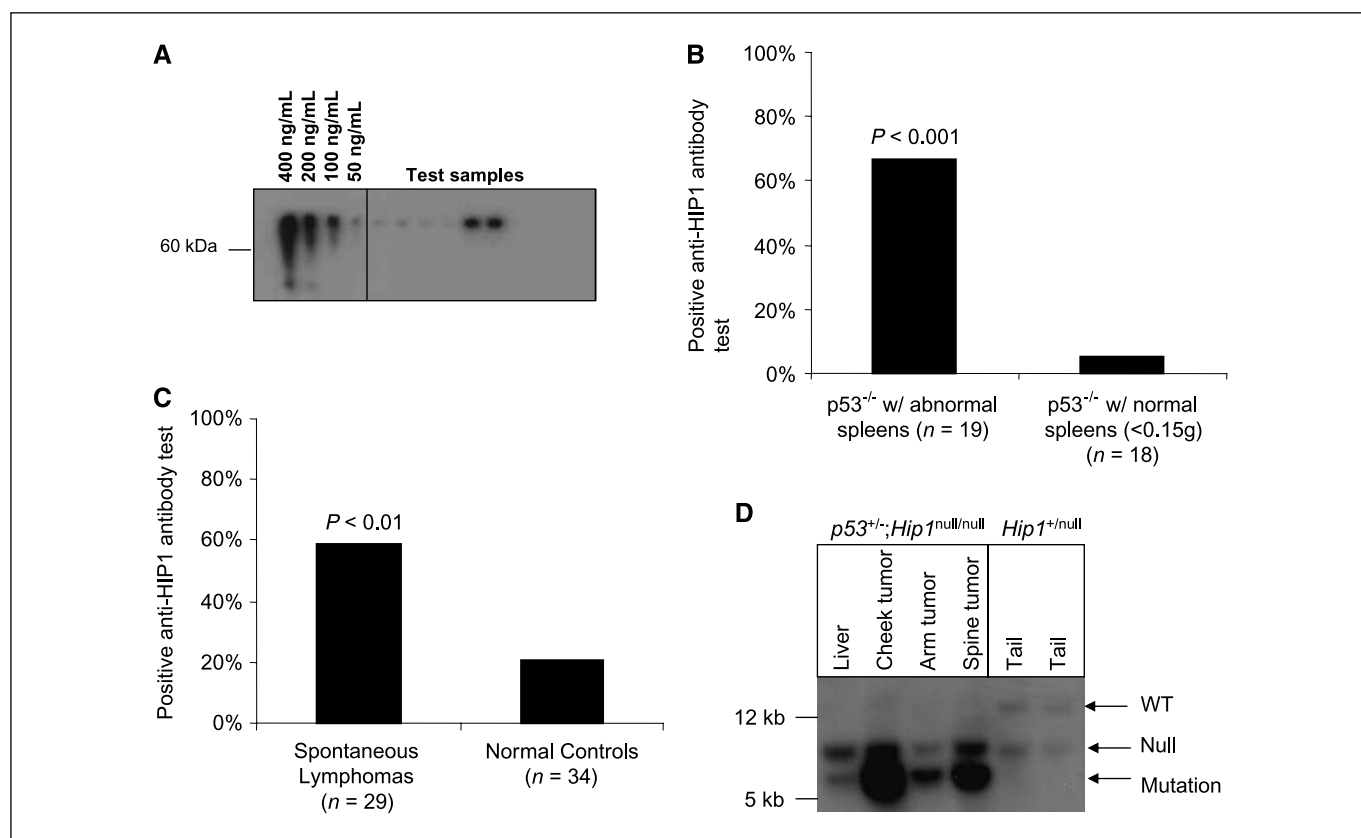 A
400 ng/mL
200 ng/mL
100 ng/mL
50 ng/mL
Test samples
60 kDa
B
Positive anti-HIP1 antibody
test
100%
80%
60%
40%
20%
0%
P < 0.001
p53-/- w/ abnormal
spleens (n = 19)
p53-/- w/ normal
spleens (<0.15g)
(n = 18)
C
Positive anti-HIP1 antibody test
100%
80%
60%
40%
20%
0%
P < 0.01
Spontaneous
Lymphomas
(n = 29)
Normal Controls
(n = 34)
D
p53+/-;Hip1null/null
Hip1+/null
Liver
Cheek tumor
Arm tumor
Spine tumor
Tail
Tail
12 kb
5 kb
WT
Null
Mutation